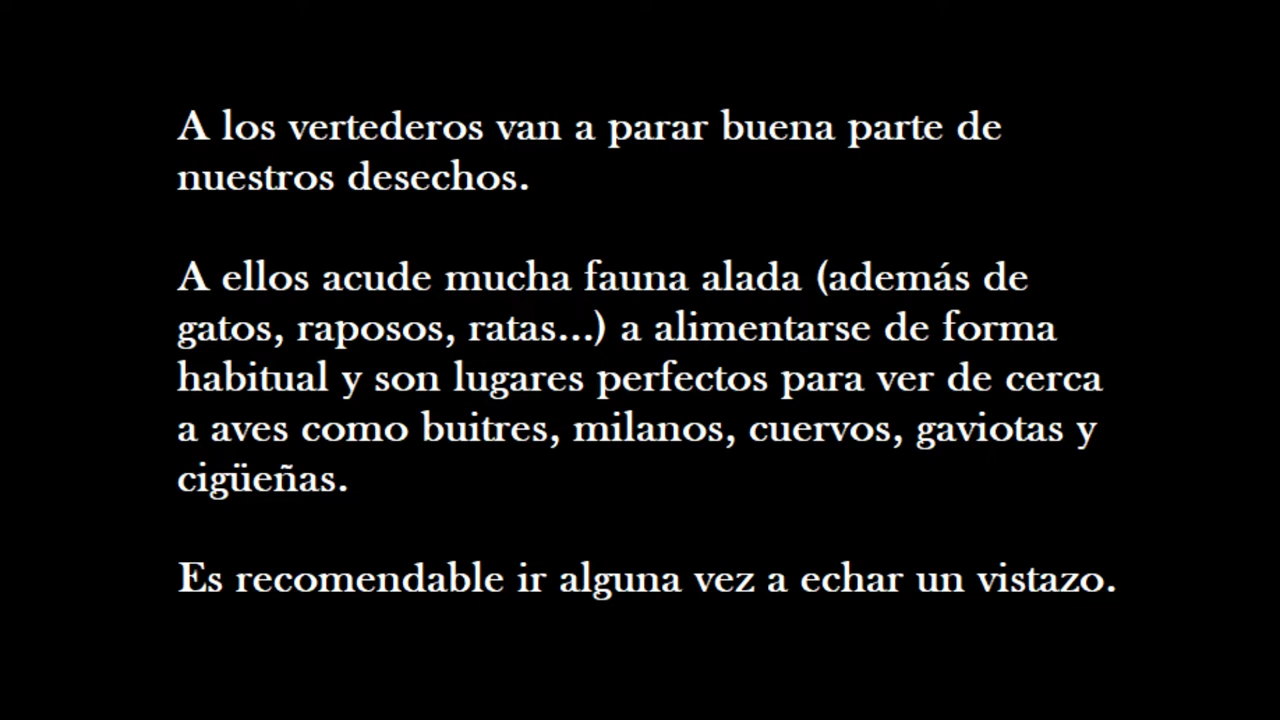 A los vertederos van a parar buena parte de
nuestros desechos.
A ellos acude mucha fauna alada (además de
gatos, raposos, ratas...) a alimentarse de forma
habitual y son lugares perfectos para ver de cerca
a aves como buitres, milanos, cuervos, gaviotas y
cigüeñas.
Es recomendable ir alguna vez a echar un vistazo.